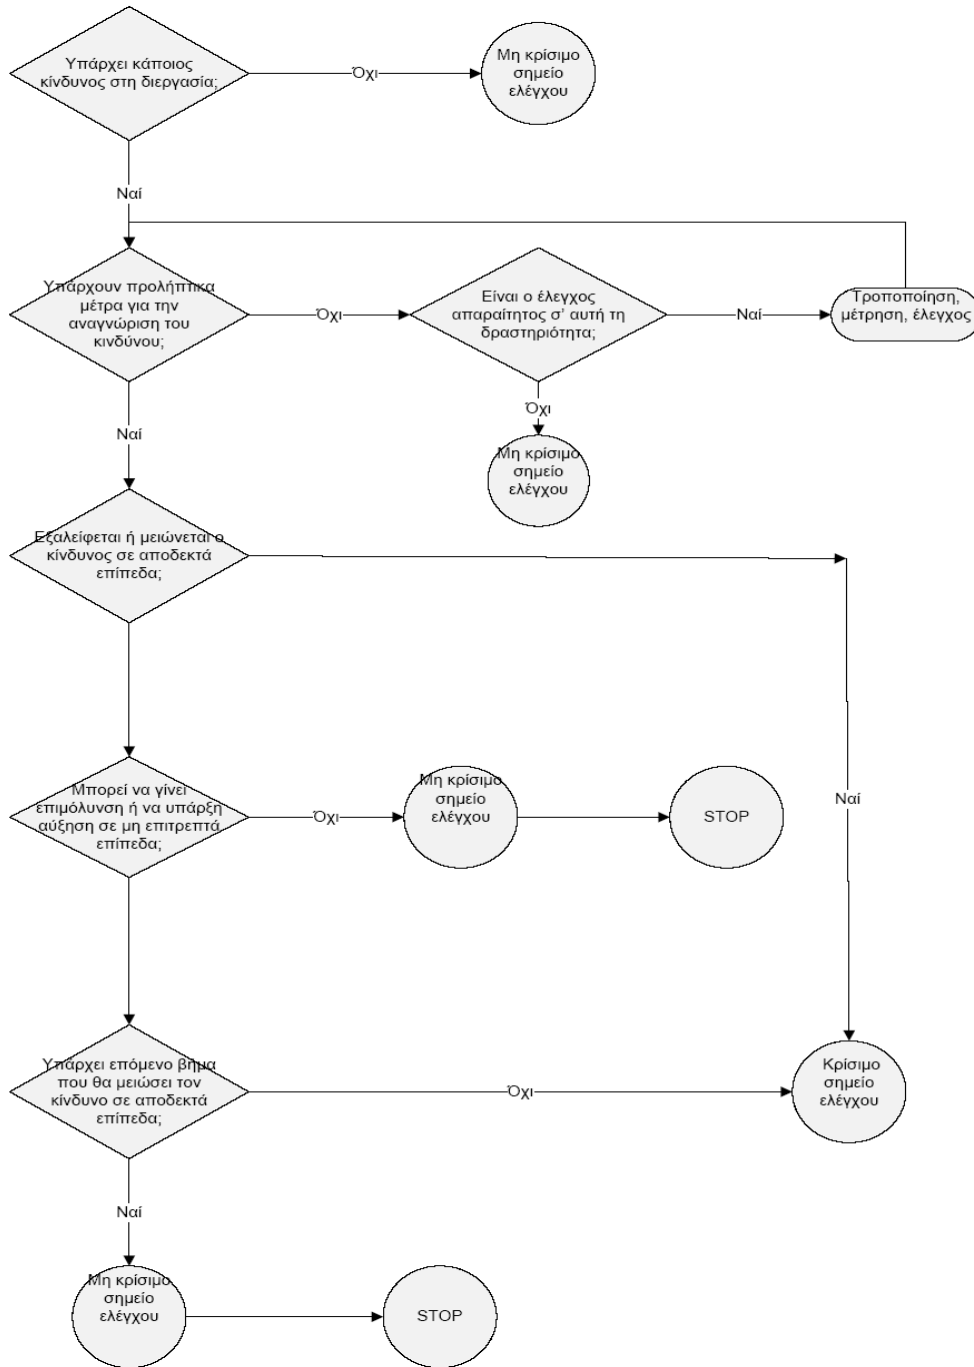 Υπάρχει κάποιος
κίνδυνος στη διεργασία;
Όχι
Μη κρίσιμο
σημείο
ελέγχου
Ναί
Υπάρχουν προλήπτικα
μέτρα για την
αναγνώριση του
κινδύνου;
Όχι
Είναι ο έλεγχος
απαραίτητος σ' αυτή τη
δραστηριότητα;
Ναί
Τροποποίηση,
μέτρηση, έλεγχος
Όχι
Μη κρίσιμο
σημείο
ελέγχου
Ναί
Εξαλείφεται ή μειώνεται ο
κίνδυνος σε αποδεκτά
επίπεδα;
Ναί
Μπορεί να γίνει
επιμόλυνση ή να υπάρξη
αύξηση σε μη επιτρεπτά
επίπεδα;
Όχι
Μη κρίσιμο
σημείο
ελέγχου
STOP
Υπάρχει επόμενο βήμα
που θα μειώσει τον
κίνδυνο σε αποδεκτά
επίπεδα;
Όχι
Κρίσιμο
σημείο
ελέγχου
Ναί
Μη κρίσιμο
σημείο
ελέγχου
STOP